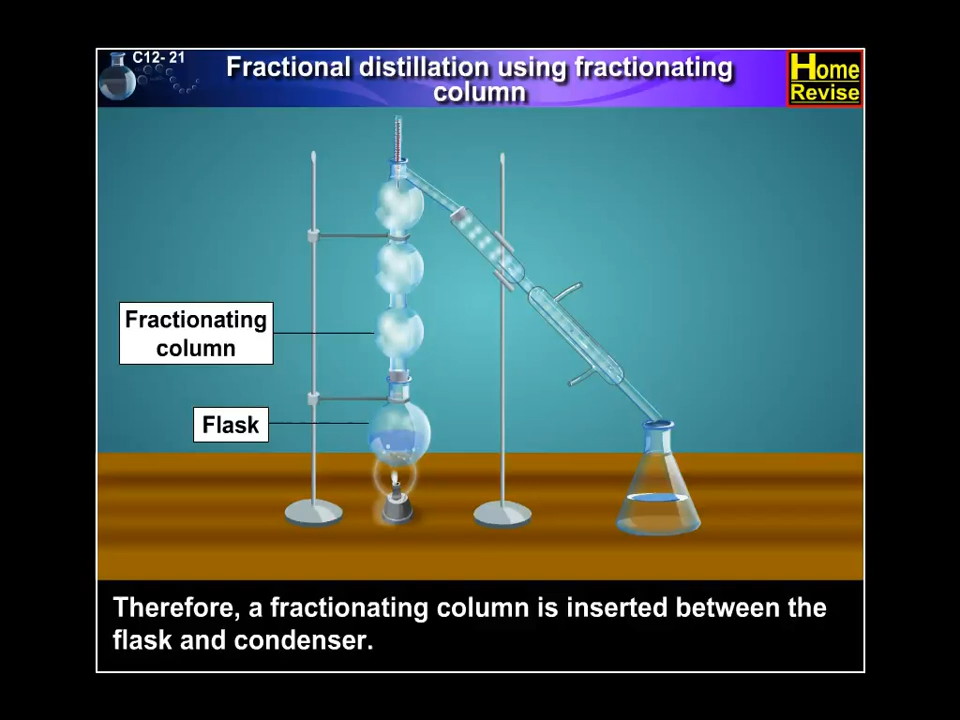 C12- 21
Fractional distillation using fractionating
column
Home
Revise
Fractionating
column
Flask
Therefore, a fractionating column is inserted between the
flask and condenser.